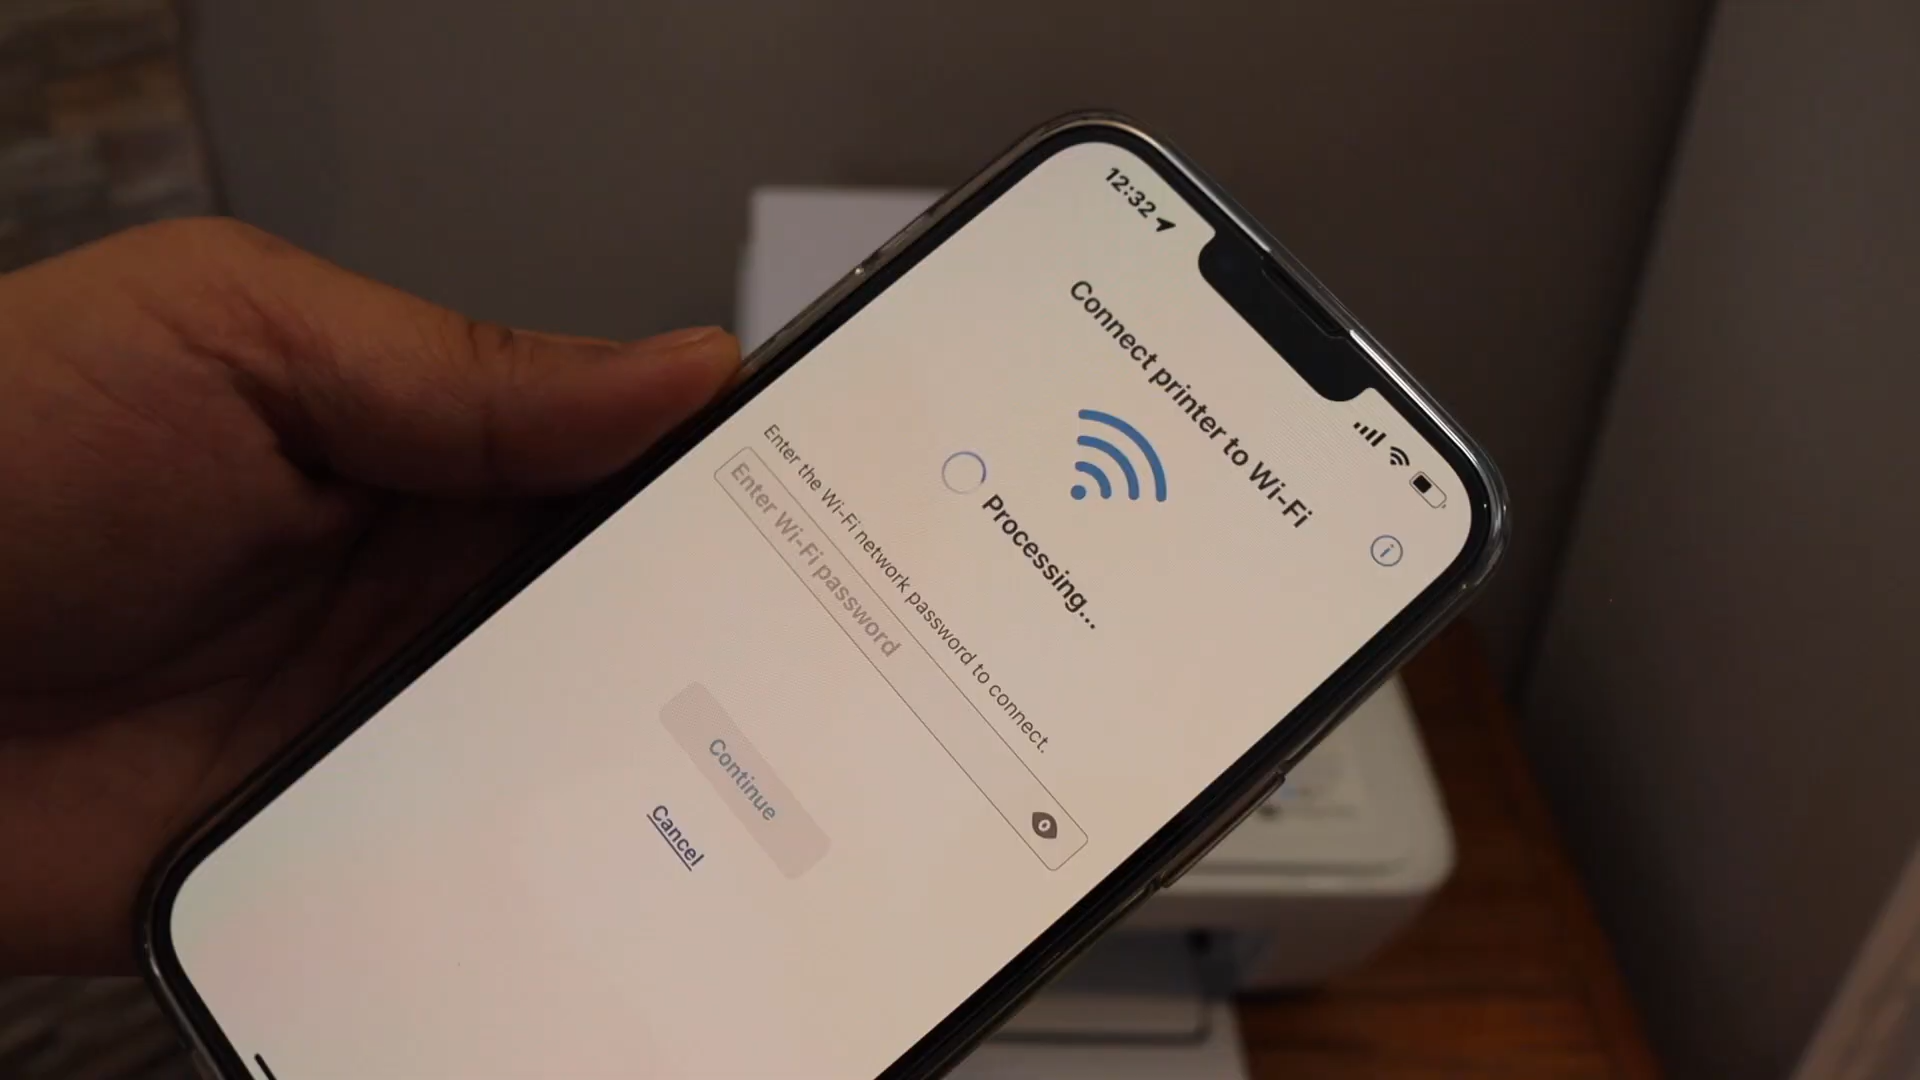 12:32
Connect printer to Wi-Fi
Processing...
Enter the Wi-Fi network password to connect.
Enter Wi-Fi password
Continue
Cancel